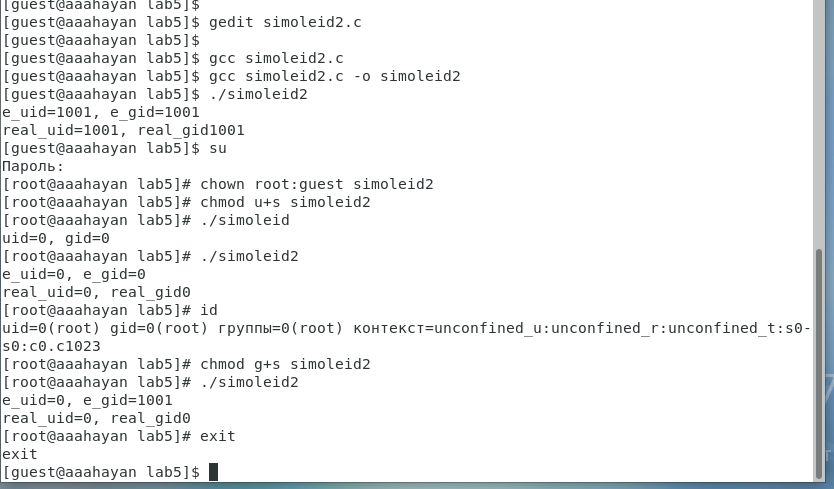 [guest@aaahayan lab5]$
[guest@aaahayan lab5]$ gedit simoleid2.c
[guest@aaahayan lab5]$
[guest@aaahayan lab5]$ gcc simoleid2.c
[guest@aaahayan lab5]$ gcc simoleid2.c -o simoleid2
[guest@aaahayan lab5]$ ./simoleid2
e_uid=1001, e_gid=1001
real_uid=1001, real_gid1001
[guest@aaahayan lab5]$ su
Пароль:
[root@aaahayan lab5]# chown root:guest simoleid2
[root@aaahayan lab5]# chmod u+s simoleid2
[root@aaahayan lab5]# ./simoleid
uid=0, gid=0
[root@aaahayan lab5]# ./simoleid2
e_uid=0, e_gid=0
real_uid=0, real_gid0
[root@aaahayan lab5]# id
uid=0(root) gid=0(root) группы=0(root) контекст=unconfined_u:unconfined_r:unconfined_t:s0-
s0:c0.c1023
[root@aaahayan lab5]# chmod g+s simoleid2
[root@aaahayan lab5]# ./simoleid2
e_uid=0, e_gid=1001
real_uid=0, real_gid0
[root@aaahayan lab5]# exit
exit
[guest@aaahayan lab5]$